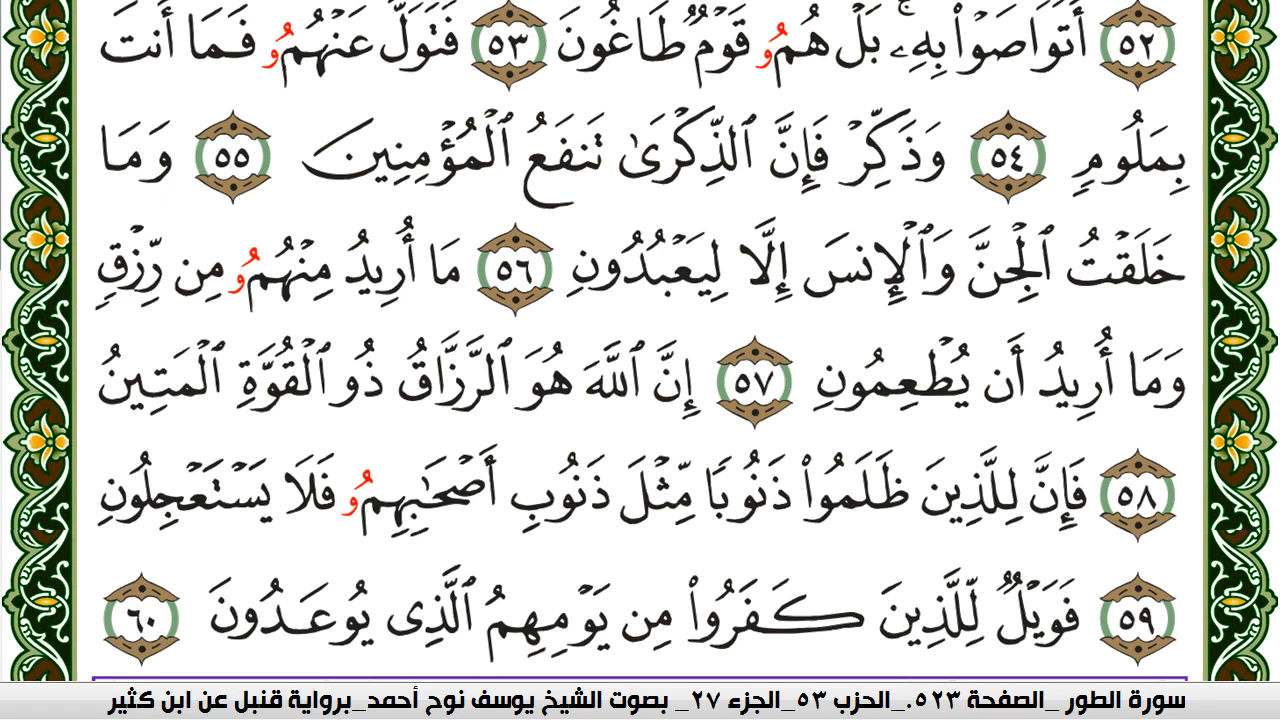 ٥٢ أَتَوَاصَوْا۟ بِهِۦۚ بَلْ هُمُۥ قَوْمٌ طَاغُونَ ٥٣ فَتَوَلَّ عَنْهُمُۥ فَمَا أَنتَ
بِمَلُومٍ ٥٤ وَذَكِّرْ فَإِنَّ ٱلذِّكْرَىٰ تَنفَعُ ٱلْمُؤْمِنِينَ ٥٥ وَمَا
خَلَقْتُ ٱلْجِنَّ وَٱلْإِنسَ إِلَّا لِيَعْبُدُونِ ٥٦ مَا أُرِيدُ مِنْهُمُۥ مِن رِّزْقٍ
وَمَا أُرِيدُ أَن يُطْعِمُونِ ٥٧ إِنَّ ٱللَّهَ هُوَ ٱلرَّزَّاقُ ذُو ٱلْقُوَّةِ ٱلْمَتِينُ
٥٨ فَإِنَّ لِلَّذِينَ ظَلَمُوا۟ ذَنُوبًا مِّثْلَ ذَنُوبِ أَصْحَٰبِهِمُۥ فَلَا يَسْتَعْجِلُونِ
٥٩ فَوَيْلٌ لِّلَّذِينَ كَفَرُوا۟ مِن يَوْمِهِمُ ٱلَّذِى يُوعَدُونَ ٦٠
سورة الطور _الصفحة ٥٢٣._الحزب ٥٣_الجزء ٢٧_ بصوت الشيخ يوسف نوح أحمد_برواية قنبل عن ابن كثير